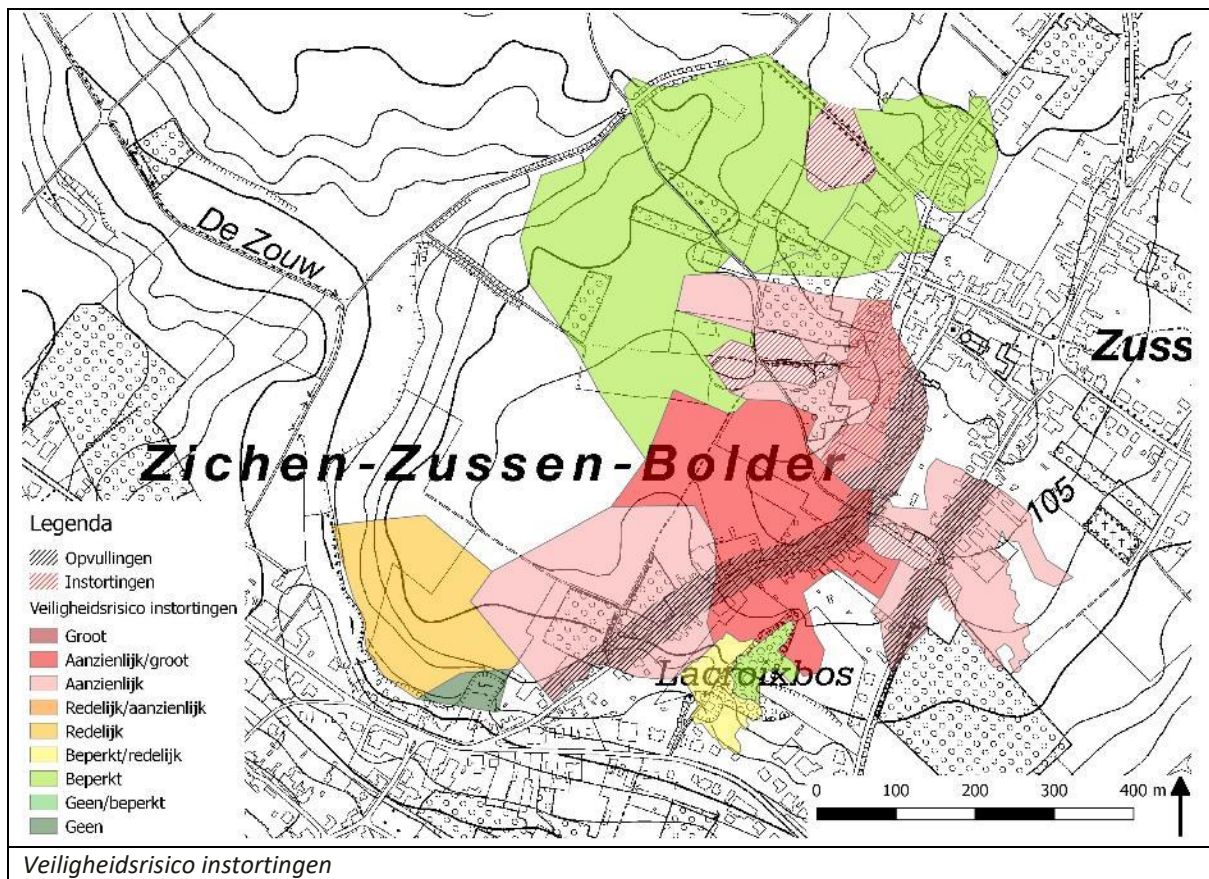 De Zouw
Zuss
Zichen-Zussen-Bolder
105
Lacroixbos
Legenda
Opvullingen
Instortingen
Veiligheidsrisico instortingen
Groot
Aanzienlijk/groot
Aanzienlijk
Redelijk/aanzienlijk
Redelijk
Beperkt/redelijk
Beperkt
Geen/beperkt
Geen
0 100 200 300 400 m
Veiligheidsrisico instortingen